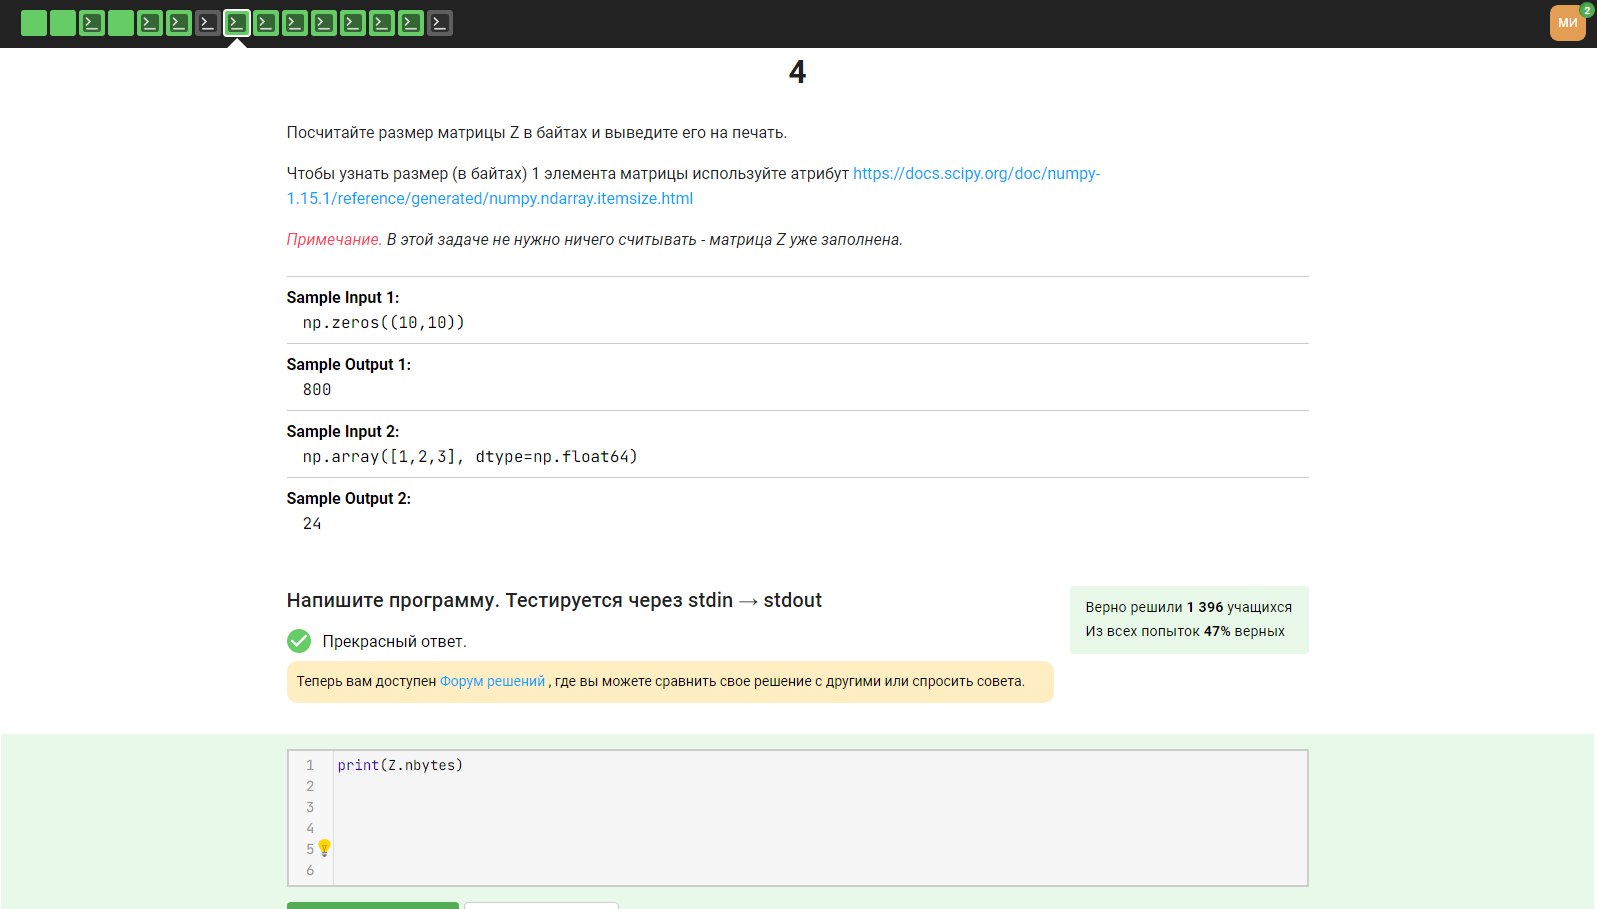 МИ
2
4
Посчитайте размер матрицы Z в байтах и выведите его на печать.
Чтобы узнать размер (в байтах) 1 элемента матрицы используйте атрибут https://docs.scipy.org/doc/numpy-
1.15.1/reference/generated/numpy.ndarray.itemsize.html
Примечание. В этой задаче не нужно ничего считывать - матрица Z уже заполнена.
Sample Input 1:
np.zeros((10,10))
Sample Output 1:
800
Sample Input 2:
np.array([1,2,3], dtype=np.float64)
Sample Output 2:
24
Напишите программу. Тестируется через stdin → stdout
Верно решили 1 396 учащихся
Из всех попыток 47% верных
Прекрасный ответ.
Теперь вам доступен Форум решений , где вы можете сравнить свое решение с другими или спросить совета.
1 print(Z.nbytes)
2
3
4
5
6